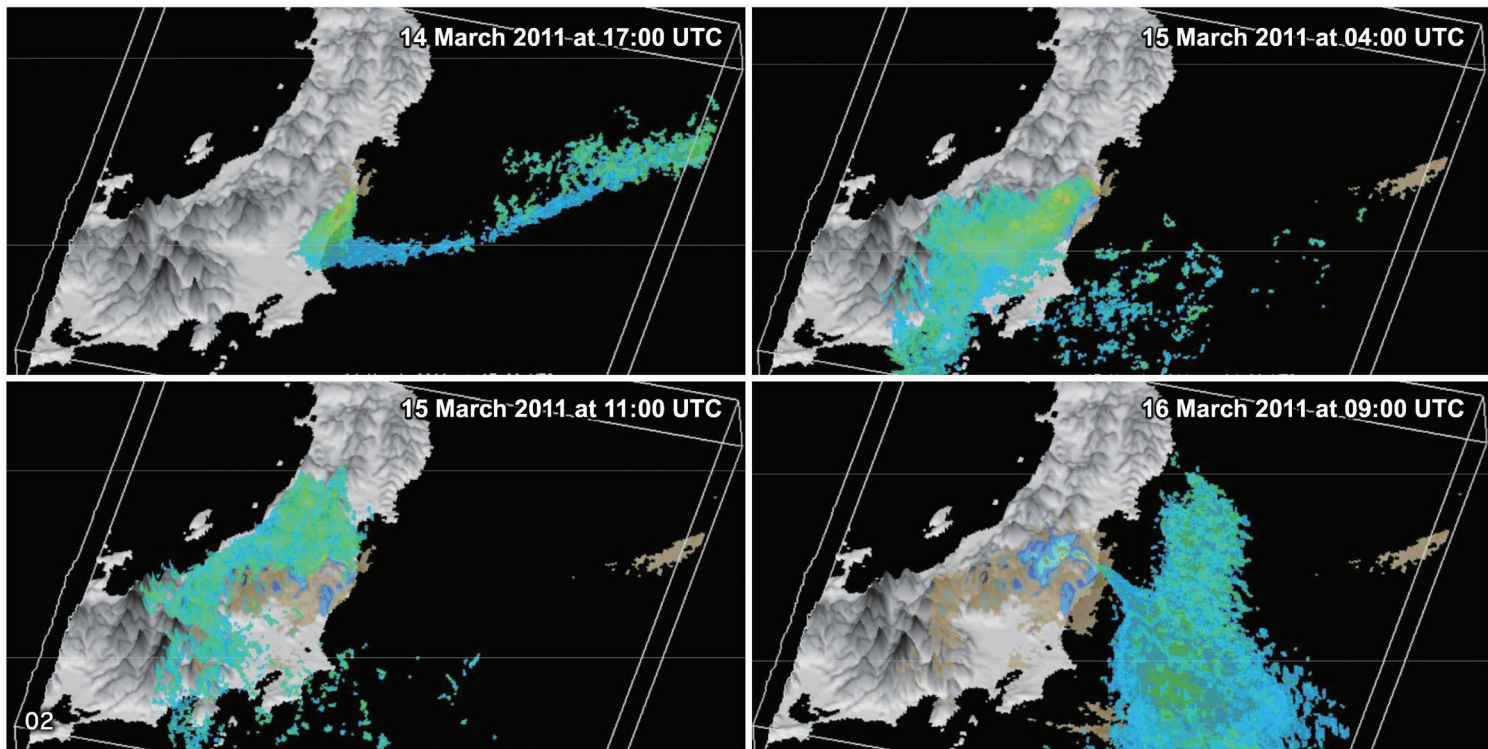 14 March 2011 at 17:00 UTC
15 March 2011 at 04:00 UTC
15 March 2011 at 11:00 UTC
16 March 2011 at 09:00 UTC
02